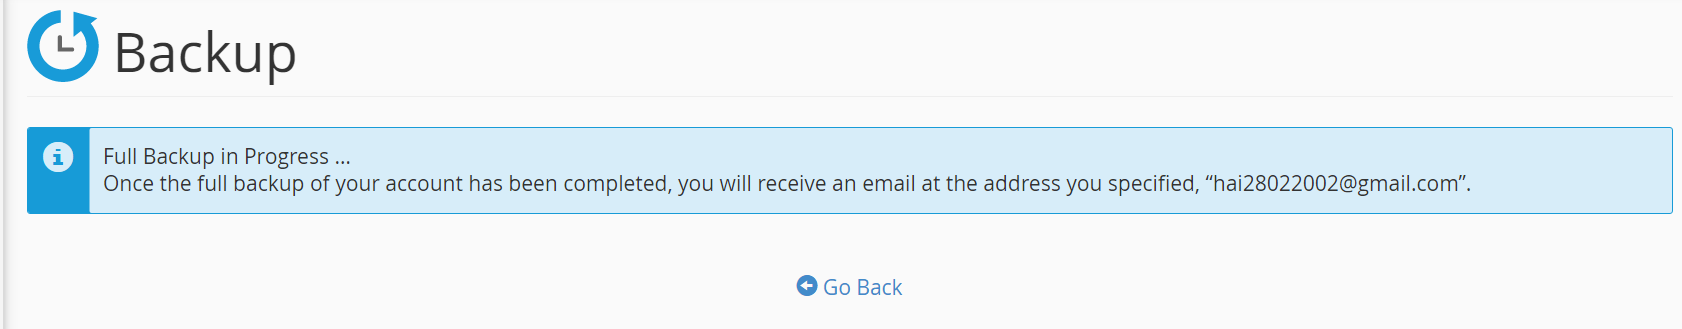 Backup
Full Backup in Progress ...
Once the full backup of your account has been completed, you will receive an email at the address you specified, “hai28022002@gmail.com”.
Go Back